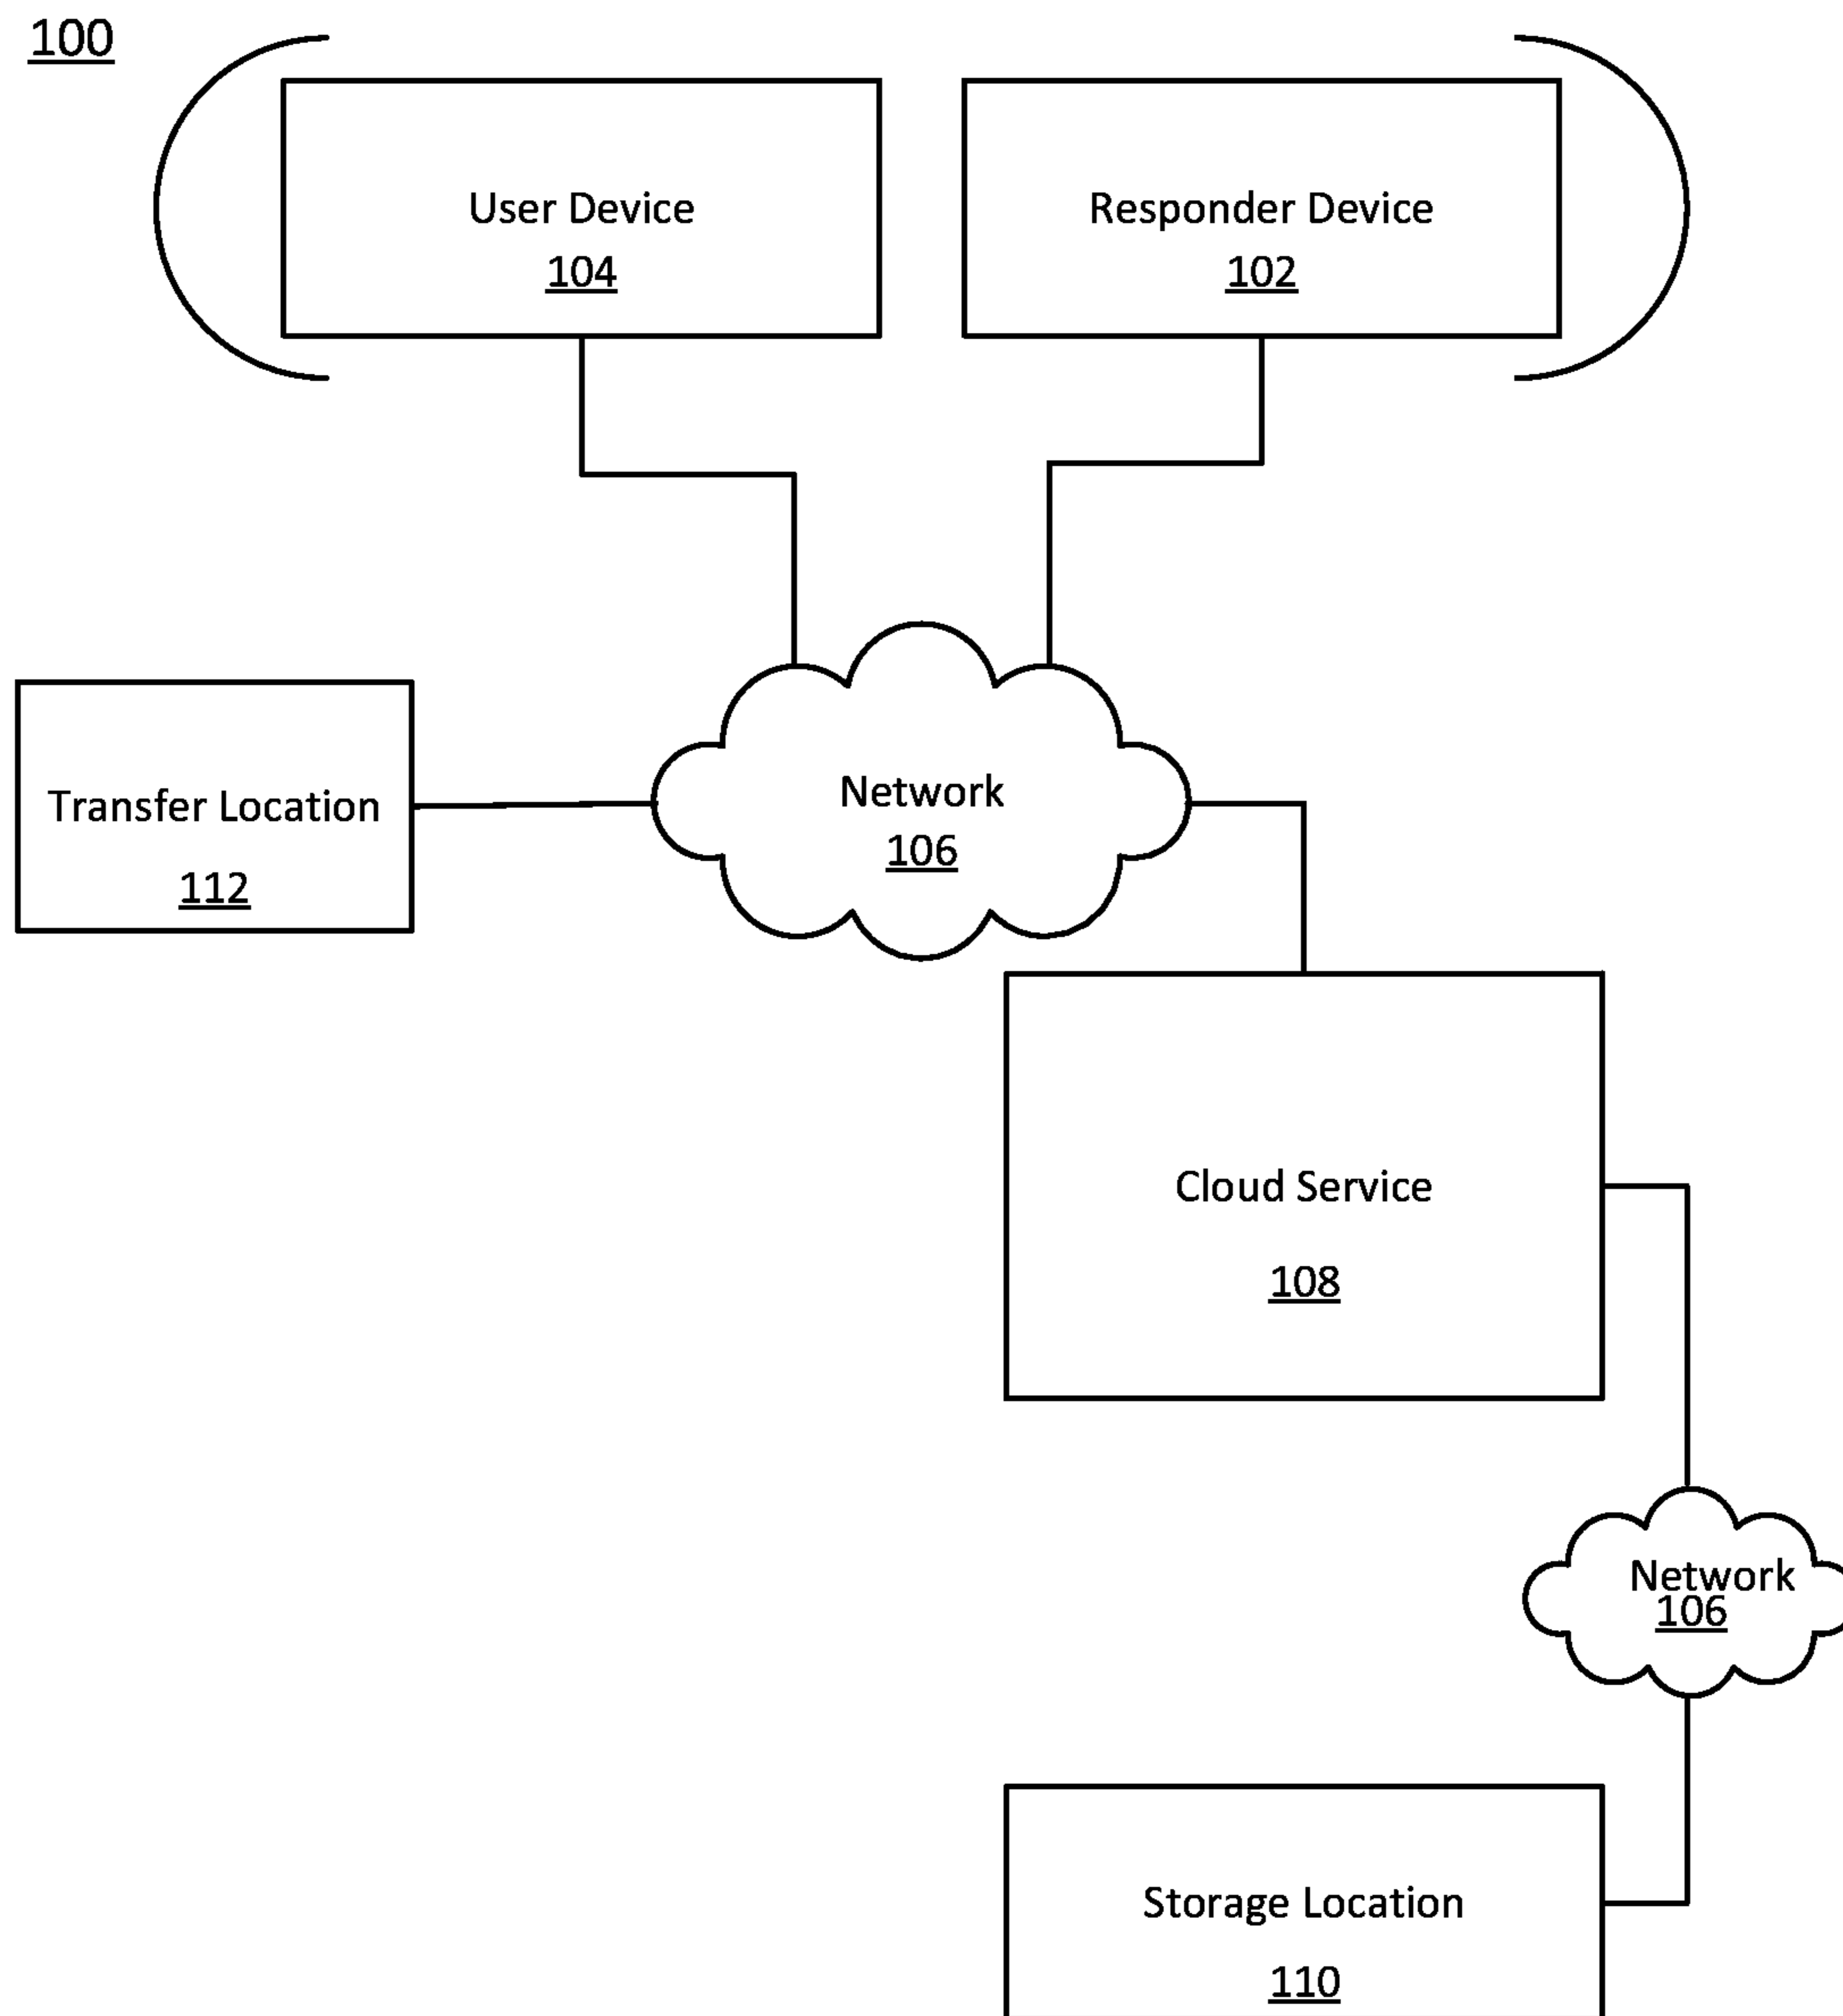 100
User Device
104
Responder Device
102
Transfer Location
112
Network
106
Cloud Service
108
Network
106
Storage Location
110